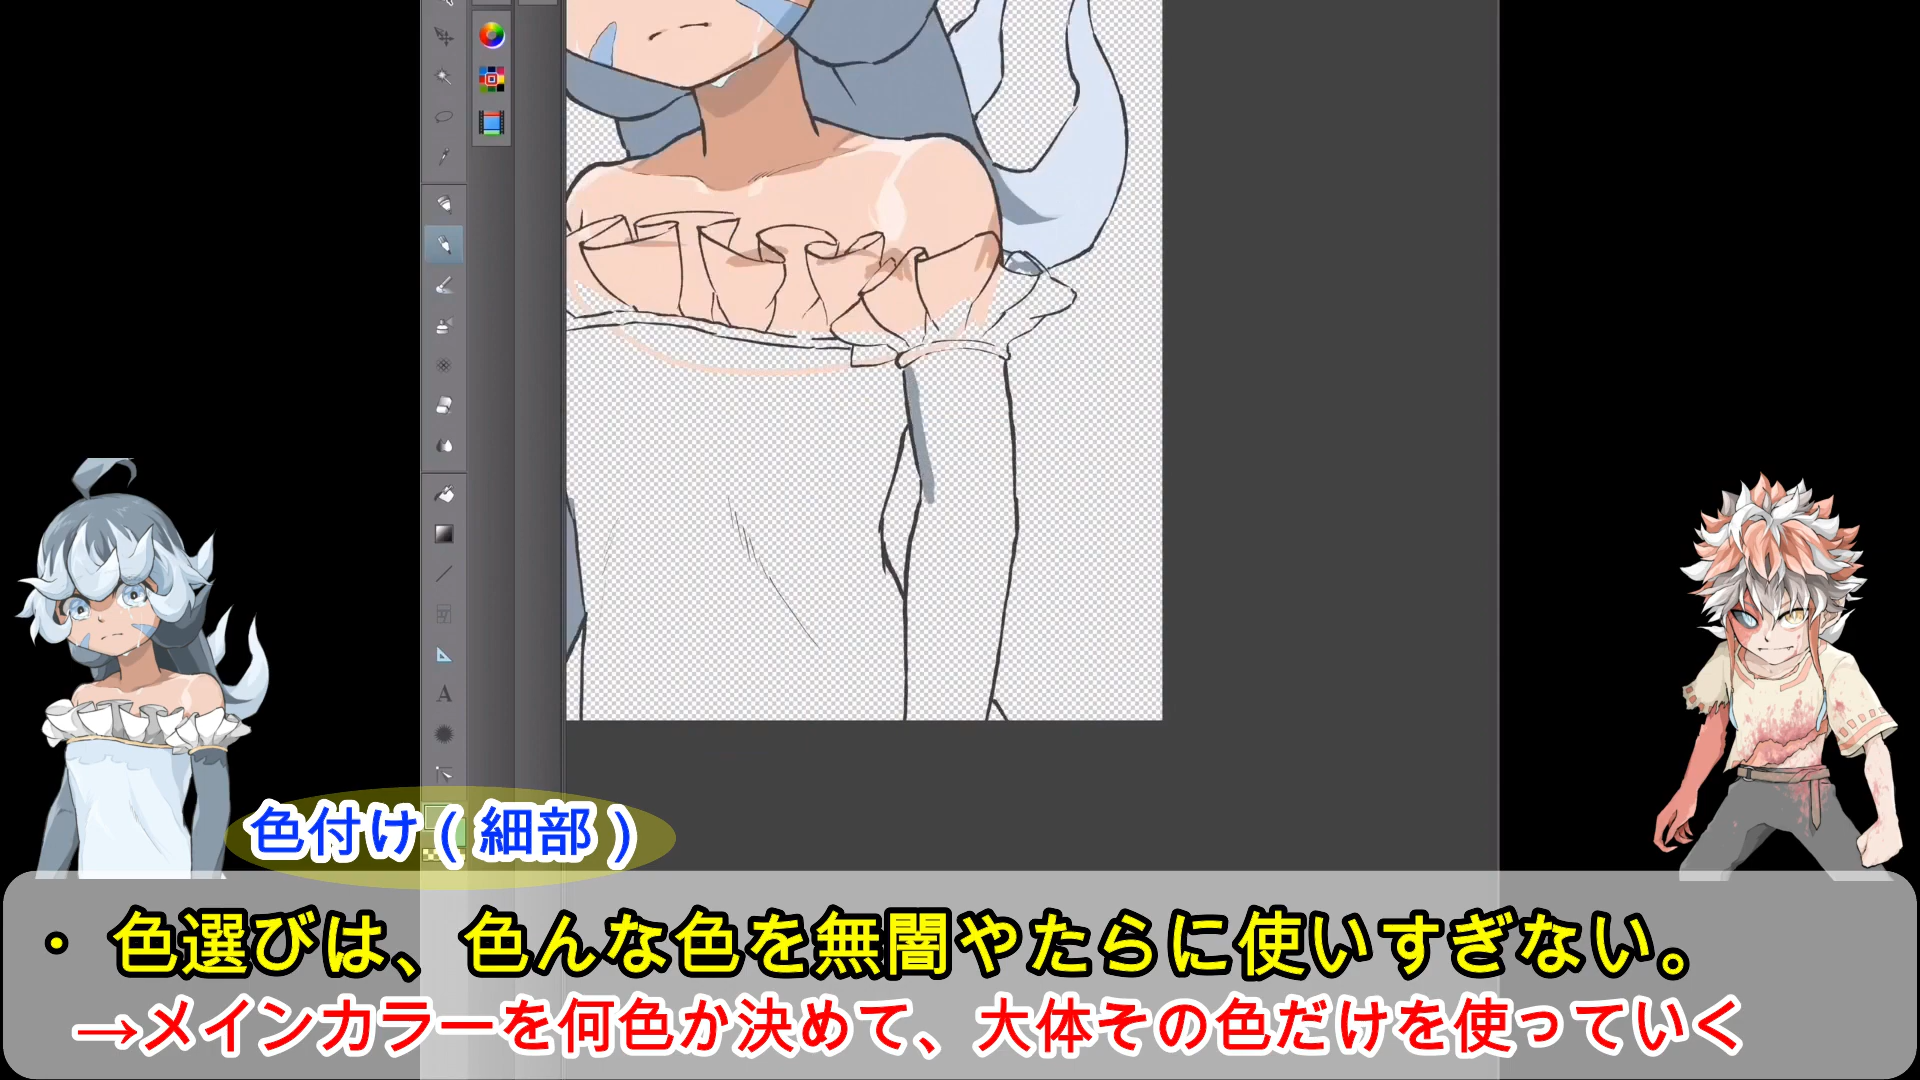 A
色付け(細部)
・色選びは、色んな色を無闇やたらに使いすぎない。
→メインカラーを何色か決めて、大体その色だけを使っていく